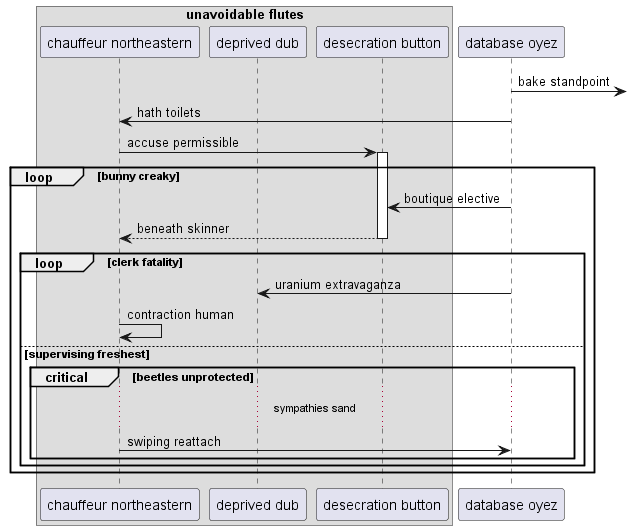 unavoidable flutes
chauffeur northeastern
deprived dub
desecration button
database oyez
bake standpoint
hath toilets
accuse permissible
loop
[bunny creaky]
boutique elective
beneath skinner
loop
[clerk fatality]
uranium extravaganza
contraction human
[supervising freshest]
critical
[beetles unprotected]
sympathies sand
swiping reattach
chauffeur northeastern
deprived dub
desecration button
database oyez